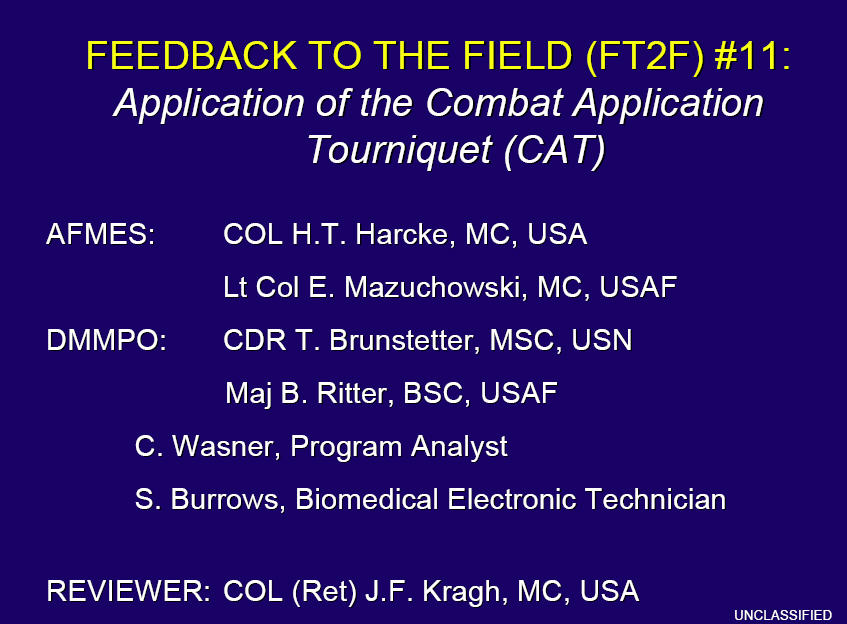 FEEDBACK TO THE FIELD (FT2F) #11:
Application of the Combat Application
Tourniquet (CAT)
AFMES: COL H.T. Harcke, MC, USA
Lt Col E. Mazuchowski, MC, USAF
DMMPO: CDR T. Brunstetter, MSC, USN
Maj B. Ritter, BSC, USAF
C. Wasner, Program Analyst
S. Burrows, Biomedical Electronic Technician
REVIEWER: COL (Ret) J.F. Kragh, MC, USA
UNCLASSIFIED